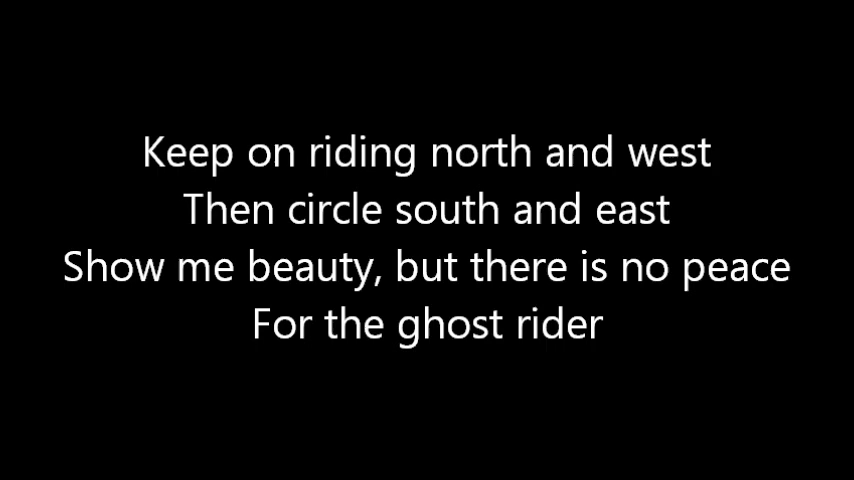 Keep on riding north and west
Then circle south and east
Show me beauty, but there is no peace
For the ghost rider